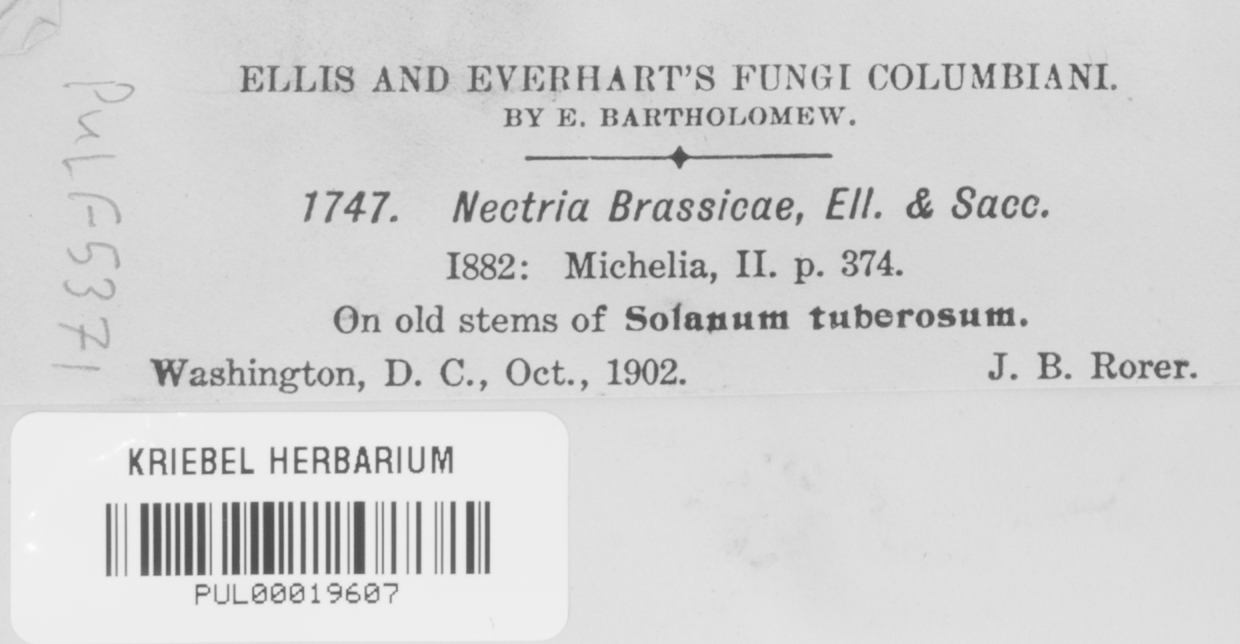 ELLIS AND EVERHART'S FUNGI COLUMBIANI.
BY E. BARTHOLOMEW.
1747. Nectria Brassicae, Ell. & Sacc.
1882: Michelia, II. p. 374.
On old stems of Solanum tuberosum.
Washington, D. C., Oct., 1902. J. B. Rorer.
PUL F-5371
KRIEBEL HERBARIUM
PUL00019607